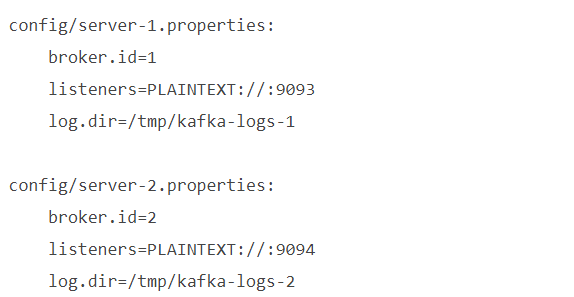 config/server-1.properties:
    broker.id=1
    listeners=PLAINTEXT://:9093
    log.dir=/tmp/kafka-logs-1

config/server-2.properties:
    broker.id=2
    listeners=PLAINTEXT://:9094
    log.dir=/tmp/kafka-logs-2